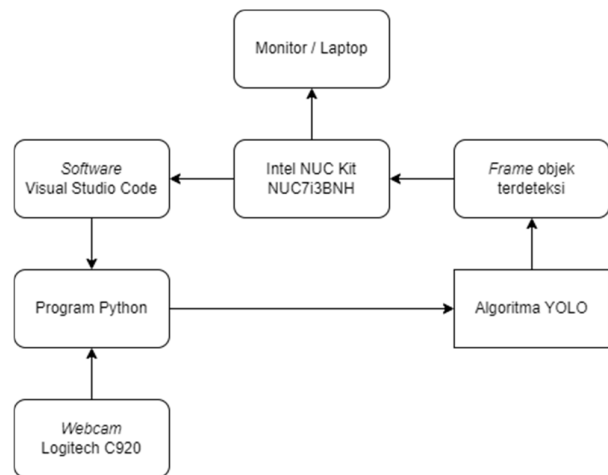 Monitor / Laptop
Software
Visual Studio Code
Intel NUC Kit
NUC7i3BNH
Frame objek
terdeteksi
Program Python
Algoritma YOLO
Webcam
Logitech C920